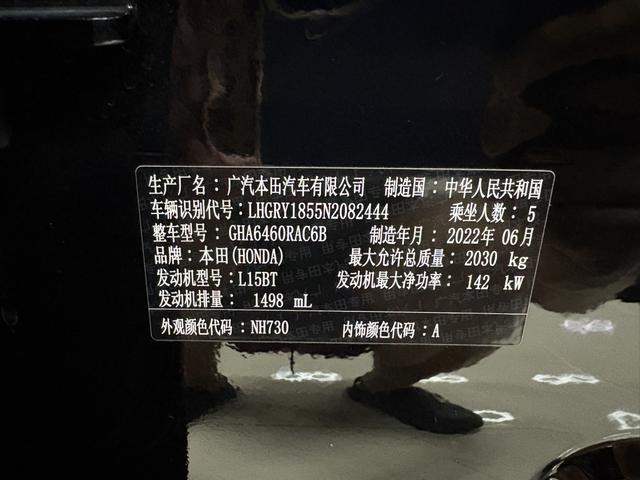 生产厂名：广汽本田汽车有限公司 制造国：中华人民共和国
车辆识别代号：LHGRY1855N2082444 乘坐人数：5
整车型号：GHA6460RAC6B 制造年月：2022年 06月
品牌：本田(HONDA) 最大允许总质量：2030 kg
发动机型号：L15BT 发动机最大净功率：142 kW
发动机排量：1498 mL
外观颜色代码：NH730 内饰颜色代码：A